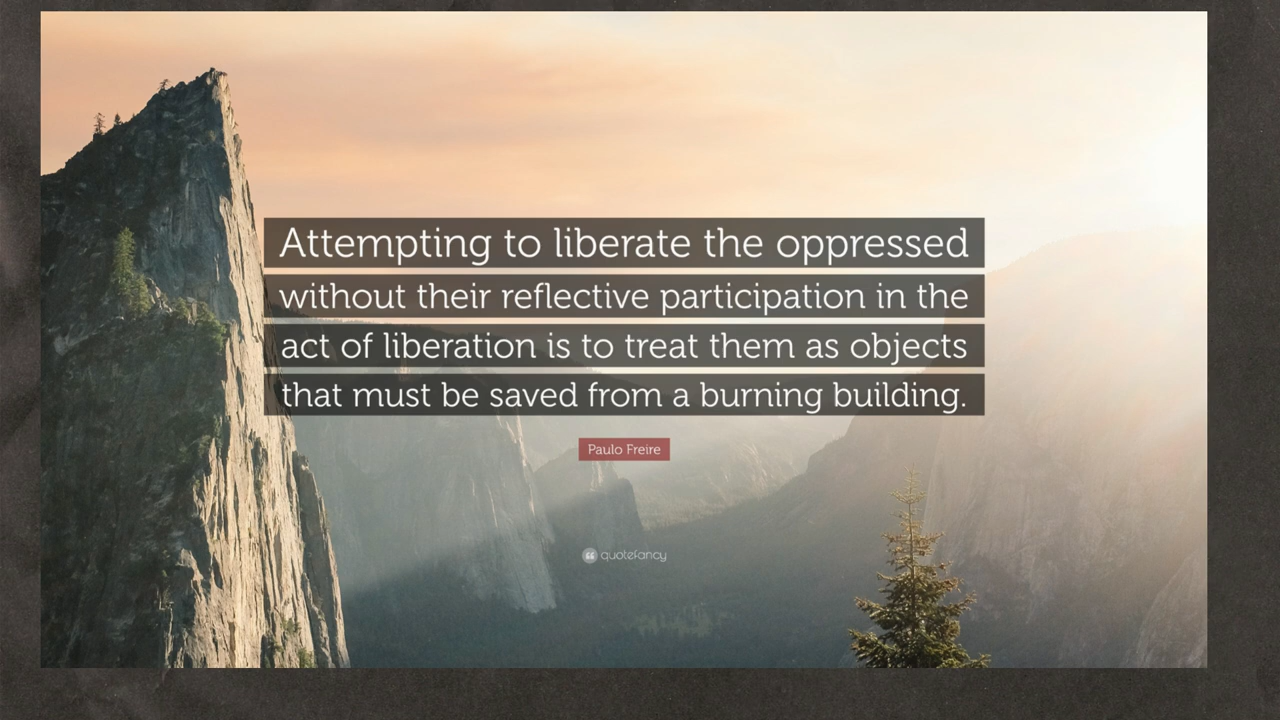 Attempting to liberate the oppressed
without their reflective participation in the
act of liberation is to treat them as objects
that must be saved from a burning building.
Paulo Freire
quotefancy